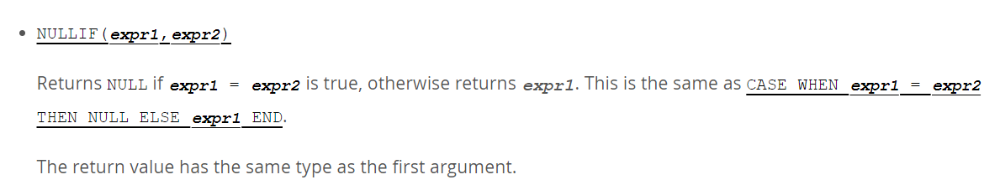 • NULLIF(expr1,expr2)
Returns NULL if expr1 = expr2 is true, otherwise returns expr1. This is the same as CASE WHEN expr1 = expr2
THEN NULL ELSE expr1 END.
The return value has the same type as the first argument.